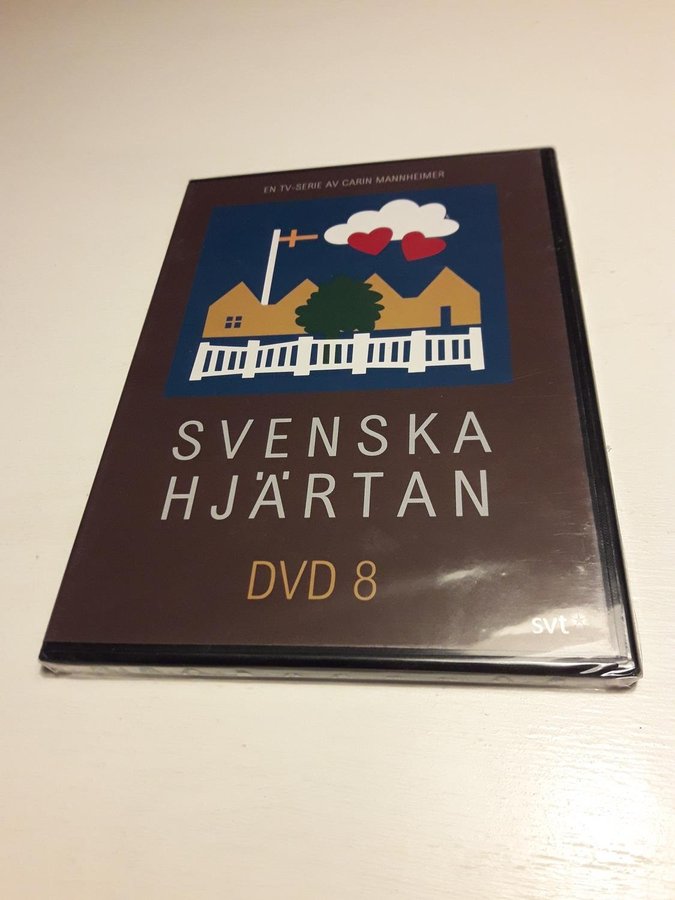 EN TV-SERIE AV CARIN MANNHEIMER
SVENSKA
HJÄRTAN
DVD 8
svt